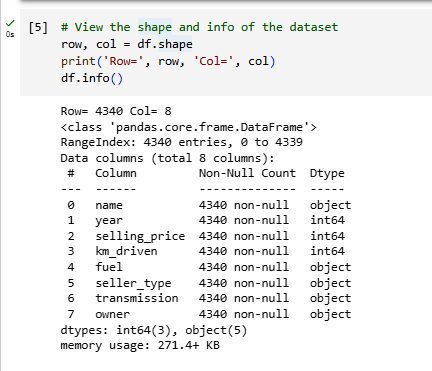 [5] # View the shape and info of the dataset
0s
row, col = df.shape
print('Row=', row, 'Col=', col)
df.info()
Row= 4340 Col= 8
<class 'pandas.core.frame.DataFrame'>
RangeIndex: 4340 entries, 0 to 4339
Data columns (total 8 columns):
 #   Column         Non-Null Count  Dtype
---  ------         --------------  -----
 0   name           4340 non-null   object
 1   year           4340 non-null   int64
 2   selling_price  4340 non-null   int64
 3   km_driven      4340 non-null   int64
 4   fuel           4340 non-null   object
 5   seller_type    4340 non-null   object
 6   transmission   4340 non-null   object
 7   owner          4340 non-null   object
dtypes: int64(3), object(5)
memory usage: 271.4+ KB